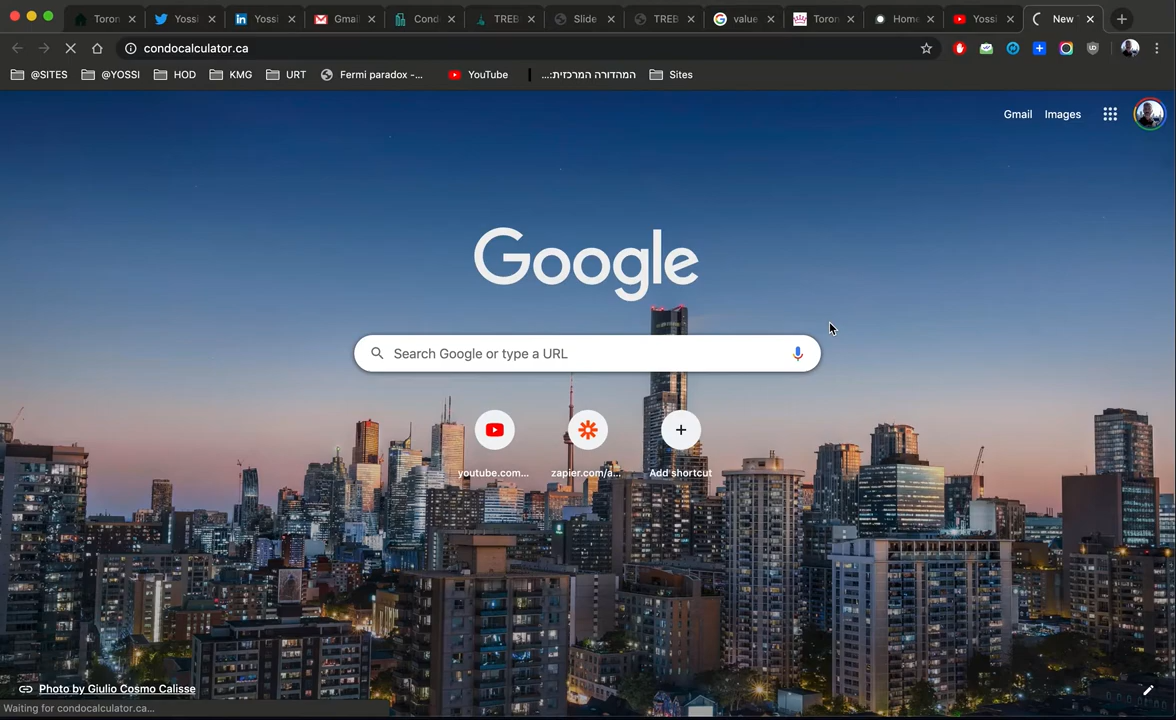 Toron
Yossi
Yossi
Gmail
Cond
TREB
Slide
TREB
value
Toron
Home
Yossi
New
condocalculator.ca
@SITES
@YOSSI
HOD
KMG
URT
Fermi paradox -...
YouTube
המהדורה המרכזית:...
Sites
Gmail
Images
Google
Search Google or type a URL
youtube.com...
zapier.com/a...
Add shortcut
Photo by Giulio Cosmo Calisse
Waiting for condocalculator.ca...